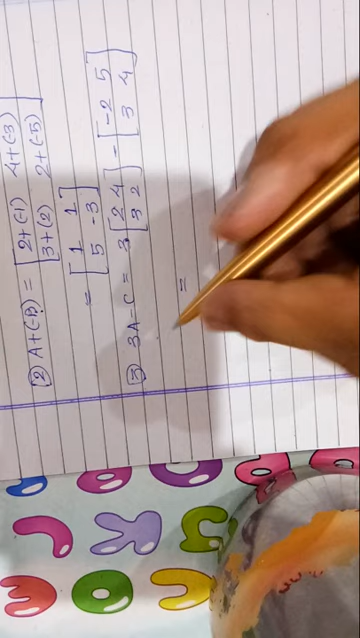 ② A+(-B) = [ 2+(-1) 4+(-3)
3+(2) 2+(-5) ]
= [ 1 1
5 -3 ]
③ 3A-C = 3 [ 2 4
3 2 ] - [ -2 5
3 4 ]
=